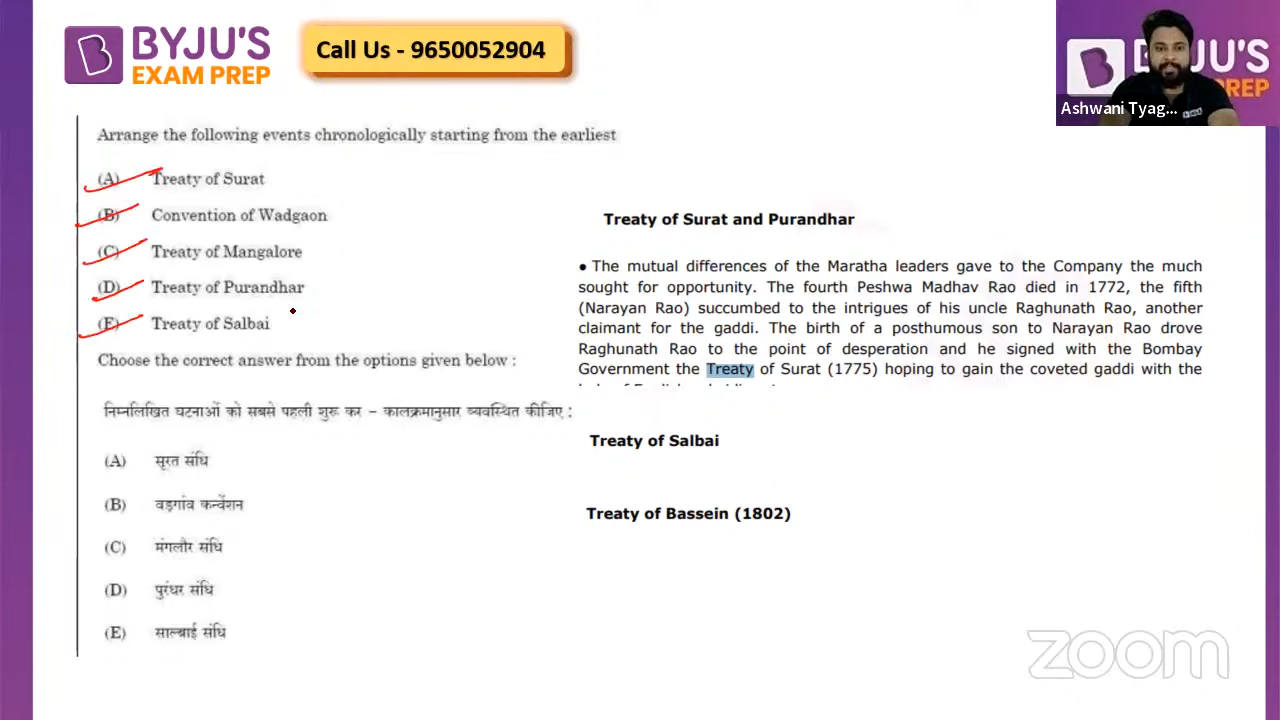 BYJU'S
EXAM PREP
Call Us - 9650052904
Ashwani Tyag...
Arrange the following events chronologically starting from the earliest
(A) Treaty of Surat
(B) Convention of Wadgaon
(C) Treaty of Mangalore
(D) Treaty of Purandhar
(E) Treaty of Salbai
Choose the correct answer from the options given below :
निम्नलिखित घटनाओं को सबसे पहली शुरू कर – कालक्रमानुसार व्यवस्थित कीजिए :
(A) सूरत संधि
(B) वड़गांव कन्वेंशन
(C) मंगलौर संधि
(D) पुरंधर संधि
(E) साल्बाई संधि
Treaty of Surat and Purandhar
● The mutual differences of the Maratha leaders gave to the Company the much
sought for opportunity. The fourth Peshwa Madhav Rao died in 1772, the fifth
(Narayan Rao) succumbed to the intrigues of his uncle Raghunath Rao, another
claimant for the gaddi. The birth of a posthumous son to Narayan Rao drove
Raghunath Rao to the point of desperation and he signed with the Bombay
Government the Treaty of Surat (1775) hoping to gain the coveted gaddi with the
Treaty of Salbai
Treaty of Bassein (1802)
zoom